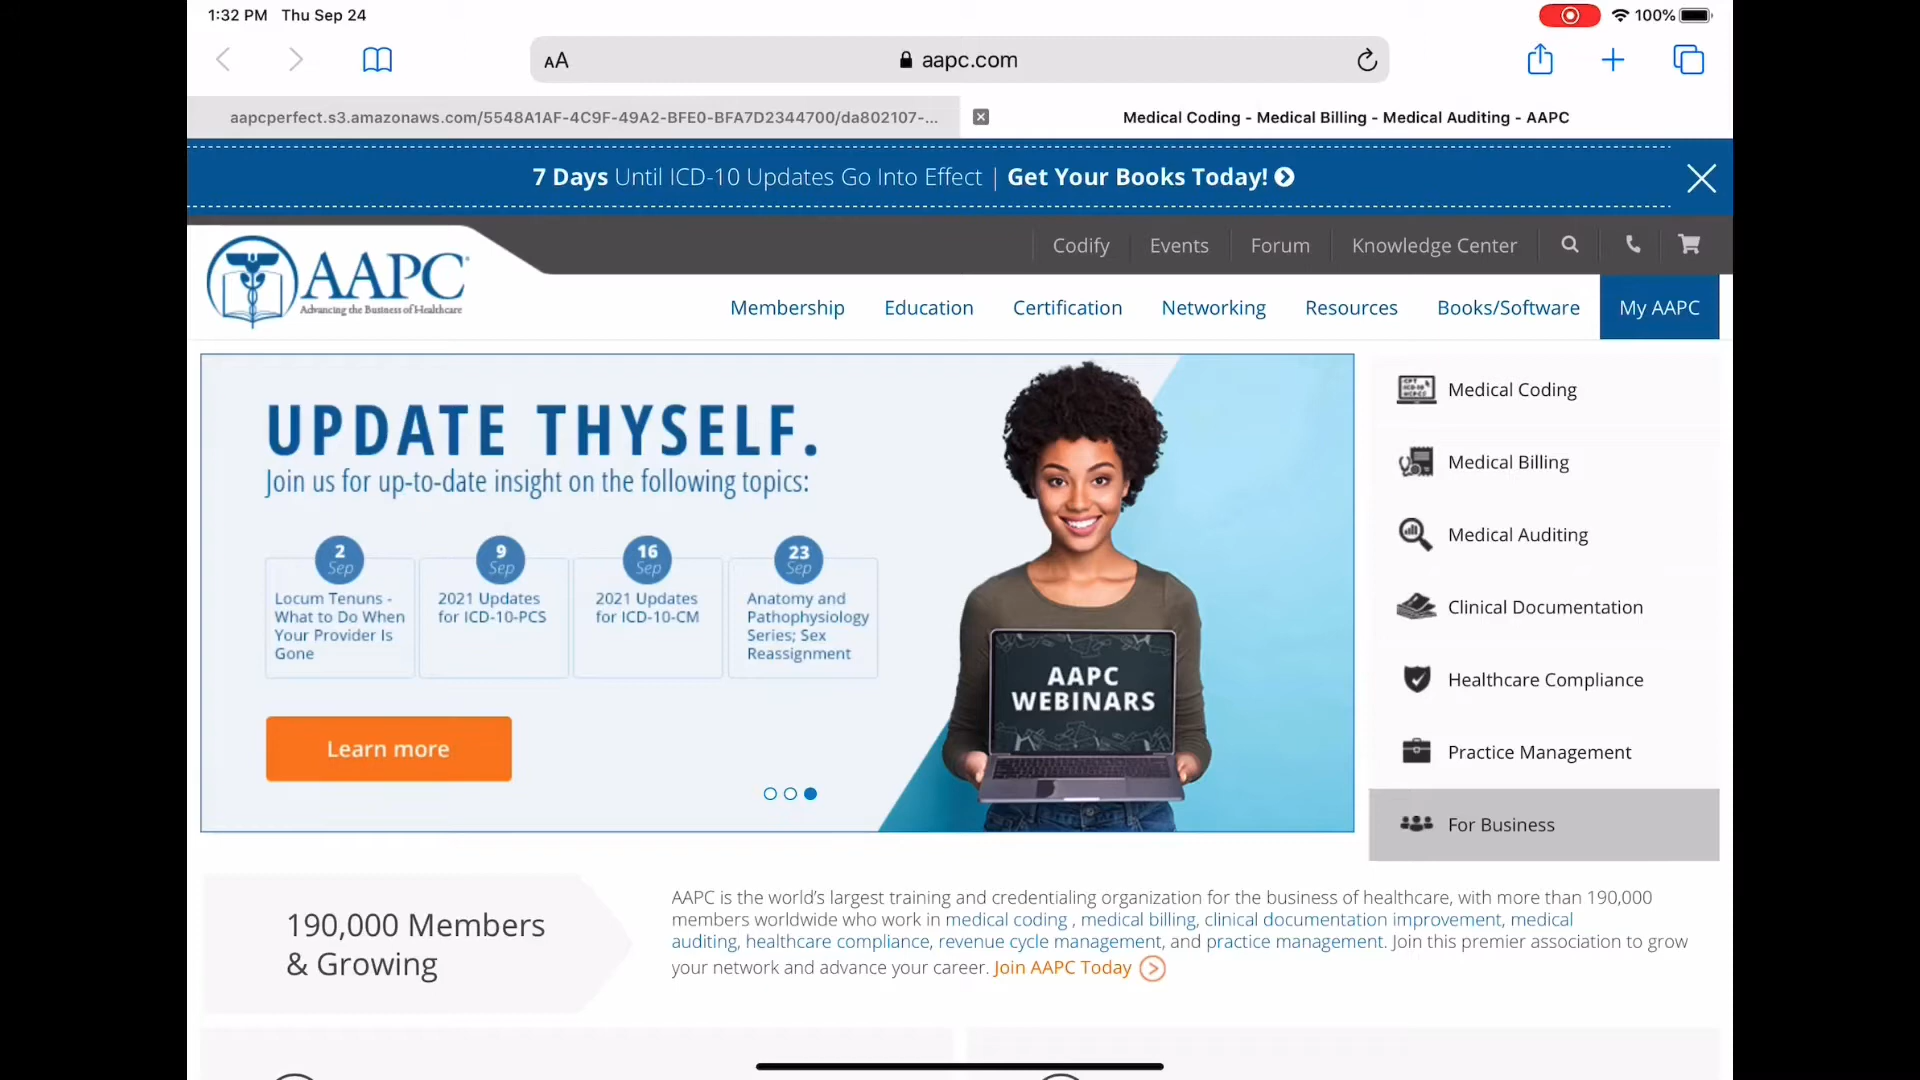 1:32 PM Thu Sep 24
100%
AA
aapc.com
aapcperfect.s3.amazonaws.com/5548A1AF-4C9F-49A2-BFE0-BFA7D2344700/da802107-...
Medical Coding - Medical Billing - Medical Auditing - AAPC
7 Days Until ICD-10 Updates Go Into Effect | Get Your Books Today!
Codify
Events
Forum
Knowledge Center
AAPC
Advancing the Business of Healthcare
Membership
Education
Certification
Networking
Resources
Books/Software
My AAPC
UPDATE THYSELF.
Join us for up-to-date insight on the following topics:
2
Sep
Locum Tenuns -
What to Do When
Your Provider Is
Gone
9
Sep
2021 Updates
for ICD-10-PCS
16
Sep
2021 Updates
for ICD-10-CM
23
Sep
Anatomy and
Pathophysiology
Series; Sex
Reassignment
AAPC
WEBINARS
Learn more
Medical Coding
Medical Billing
Medical Auditing
Clinical Documentation
Healthcare Compliance
Practice Management
For Business
190,000 Members
& Growing
AAPC is the world's largest training and credentialing organization for the business of healthcare, with more than 190,000
members worldwide who work in medical coding , medical billing, clinical documentation improvement, medical
auditing, healthcare compliance, revenue cycle management, and practice management. Join this premier association to grow
your network and advance your career. Join AAPC Today